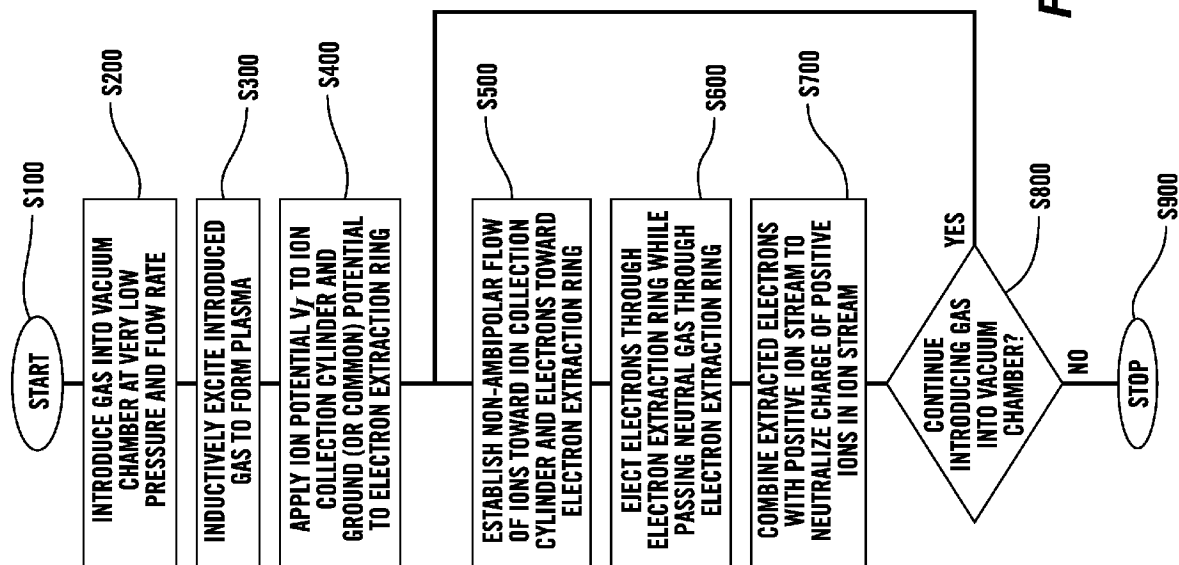 START
S100
INTRODUCE GAS INTO VACUUM
CHAMBER AT VERY LOW
PRESSURE AND FLOW RATE
S200
INDUCTIVELY EXCITE INTRODUCED
GAS TO FORM PLASMA
S300
APPLY ION POTENTIAL VI TO ION
COLLECTION CYLINDER AND
GROUND (OR COMMON) POTENTIAL
TO ELECTRON EXTRACTION RING
S400
ESTABLISH NON-AMBIPOLAR FLOW
OF IONS TOWARD ION COLLECTION
CYLINDER AND ELECTRONS TOWARD
ELECTRON EXTRACTION RING
S500
EJECT ELECTRONS THROUGH
ELECTRON EXTRACTION RING WHILE
PASSING NEUTRAL GAS THROUGH
ELECTRON EXTRACTION RING
S600
COMBINE EXTRACTED ELECTRONS
WITH POSITIVE ION STREAM TO
NEUTRALIZE CHARGE OF POSITIVE
IONS IN ION STREAM
S700
CONTINUE
INTRODUCING GAS
INTO VACUUM
CHAMBER?
YES
S800
NO
STOP
S900